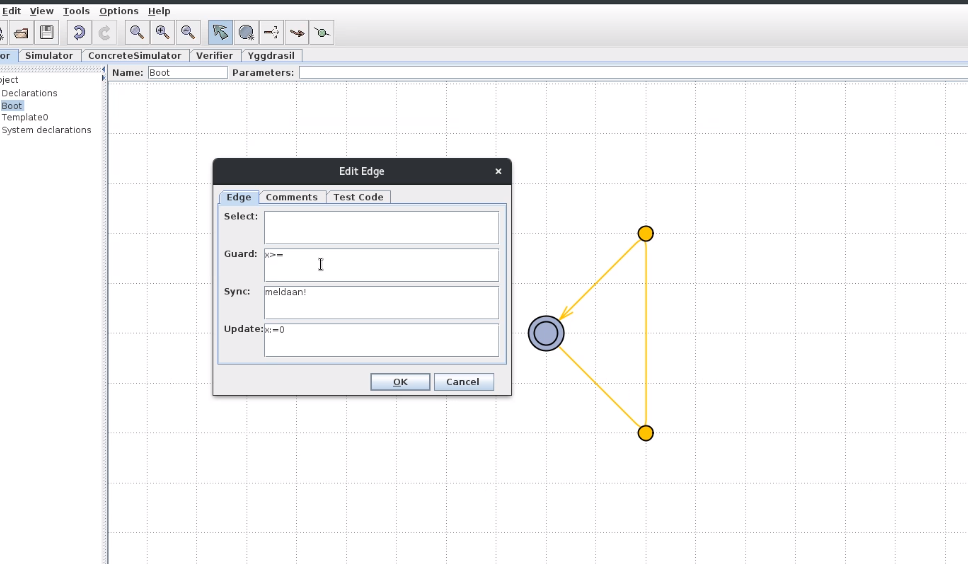 Edit View Tools Options Help
or Simulator ConcreteSimulator Verifier Yggdrasil
Name: Boot Parameters:
oject
Declarations
Boot
Template0
System declarations
Edit Edge ×
Edge Comments Test Code
Select:
Guard: x>=
Sync: meldaan!
Update: x:=0
OK Cancel